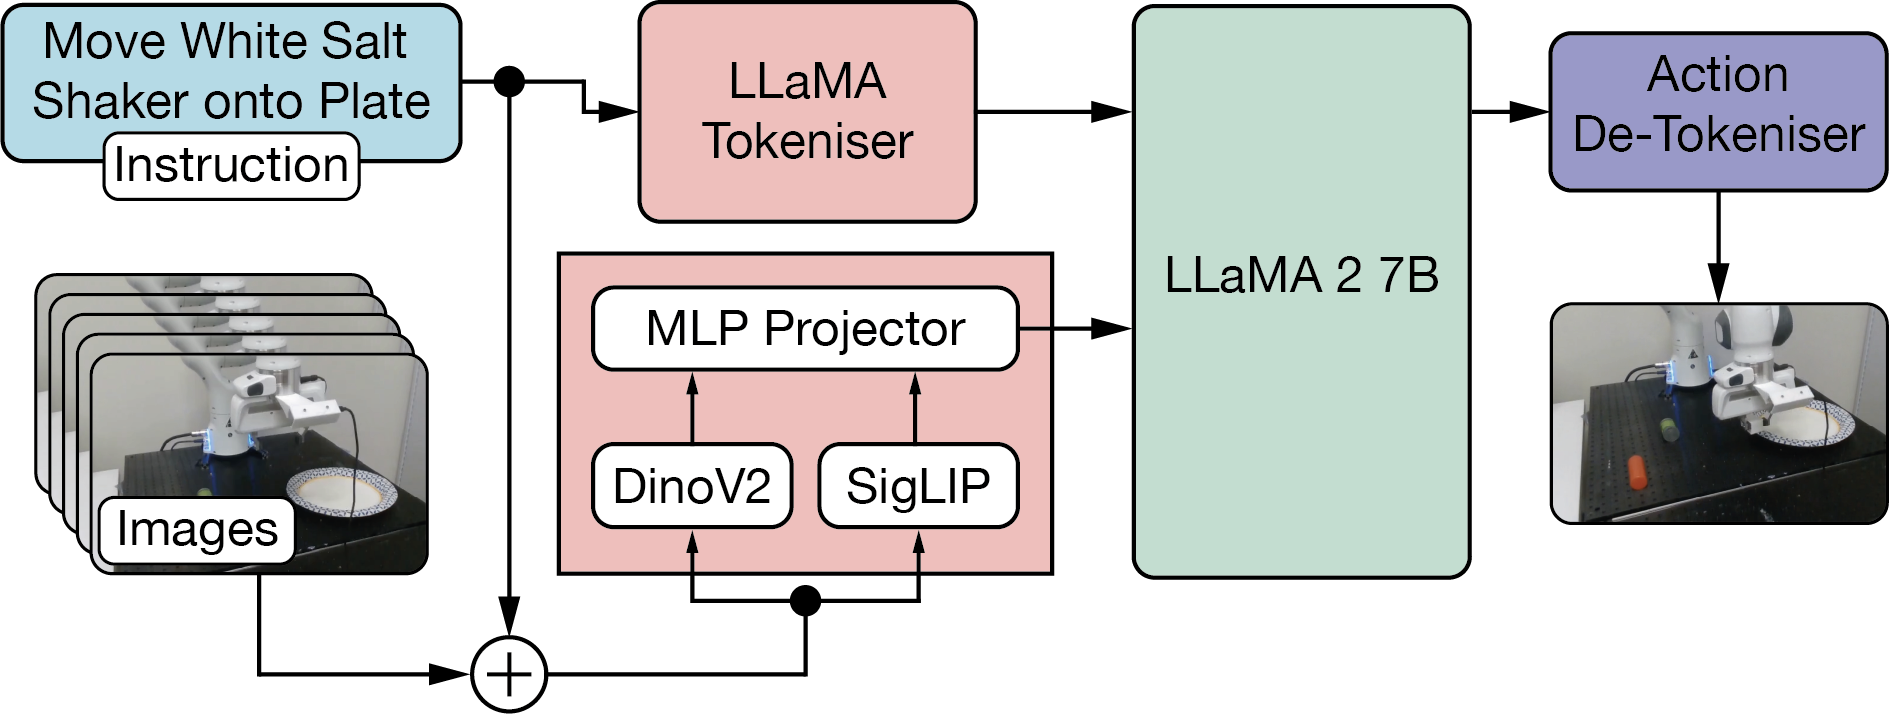 Move White Salt
Shaker onto Plate
Instruction
LLaMA
Tokeniser
Action
De-Tokeniser
LLaMA 2 7B
MLP Projector
DinoV2
SigLIP
Images